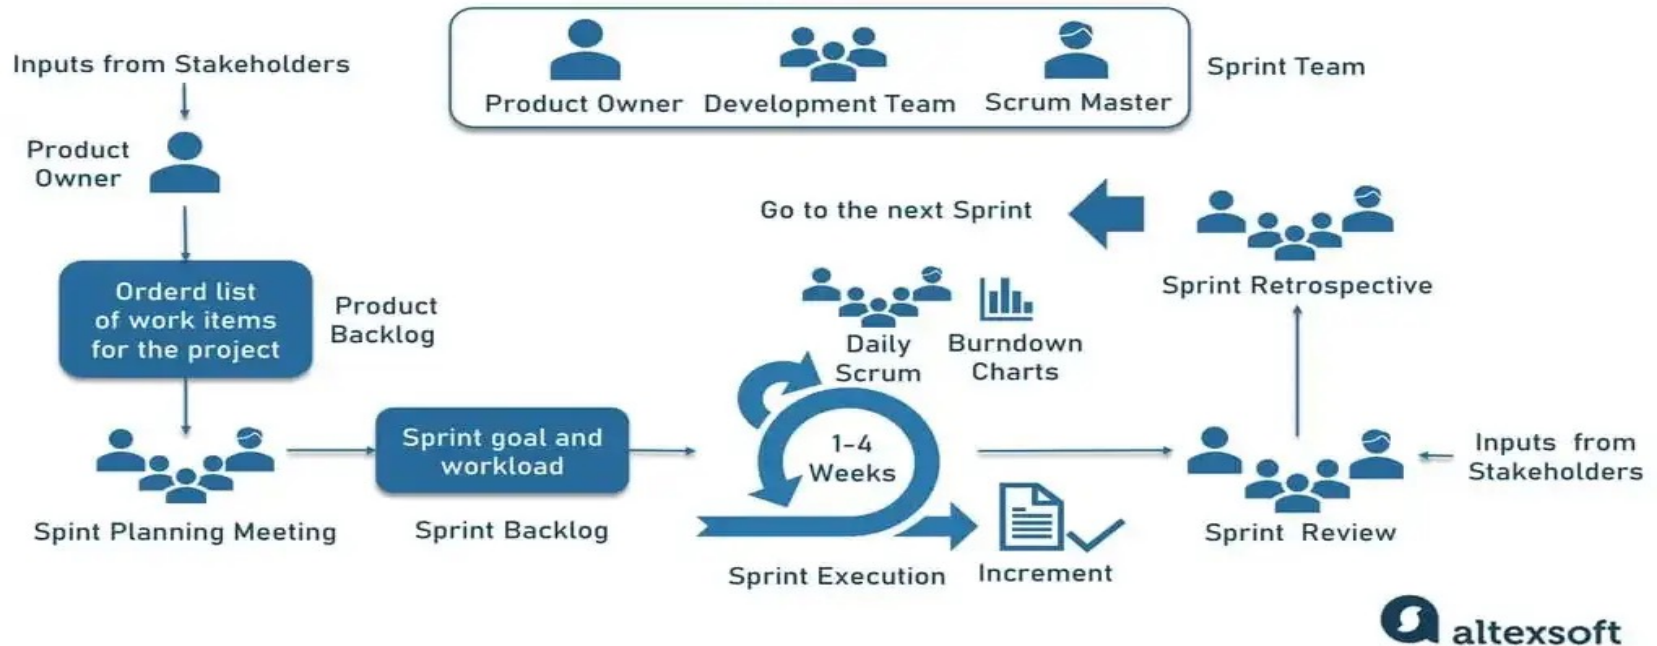 Inputs from Stakeholders
Product
Owner
Product Owner
Development Team
Scrum Master
Sprint Team
Orderd list
of work items
for the project
Product
Backlog
Spint Planning Meeting
Sprint goal and
workload
Sprint Backlog
Go to the next Sprint
Daily
Scrum
Burndown
Charts
1-4
Weeks
Sprint Execution
Increment
Sprint Retrospective
Sprint Review
Inputs from
Stakeholders
altexsoft